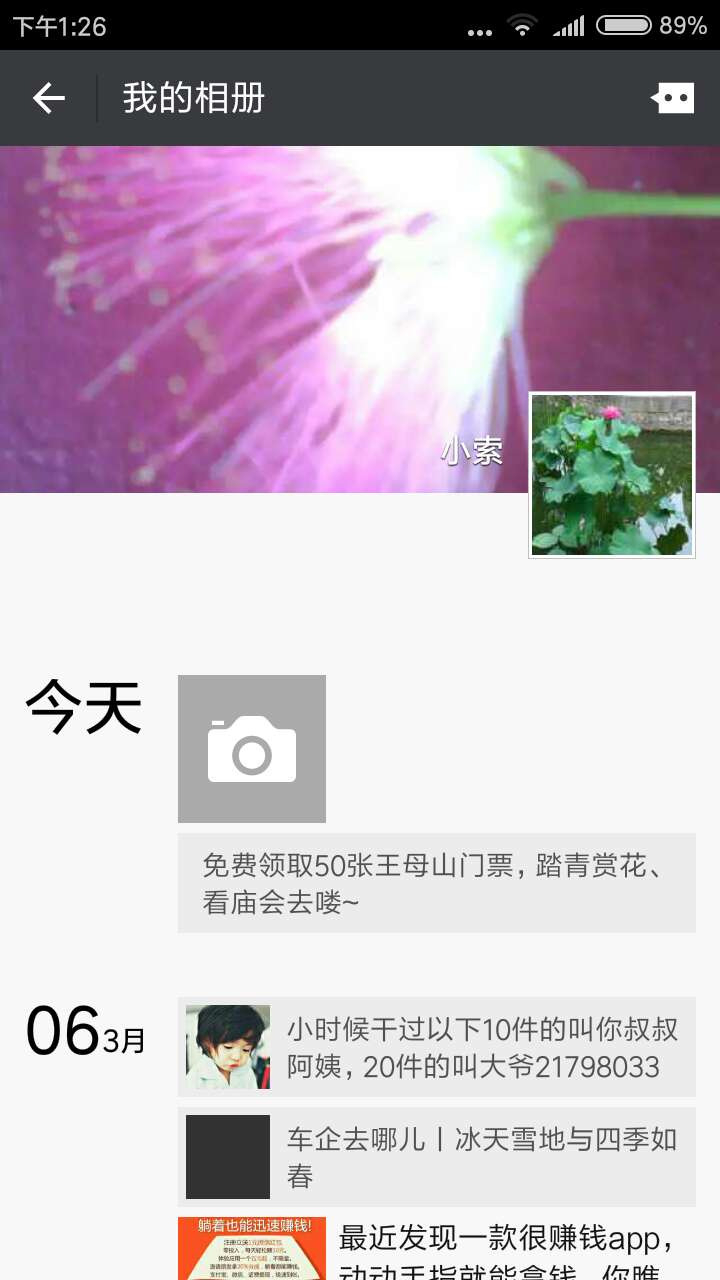 下午1:26
89%
我的相册
小索
今天
免费领取50张王母山门票，踏青赏花、
看庙会去喽~
063月
小时候干过以下10件的叫你叔叔
阿姨，20件的叫大爷21798033
车企去哪儿丨冰天雪地与四季如
春
躺着也能迅速赚钱!
最近发现一款很赚钱app，
动动手指就能拿钱，你瞧